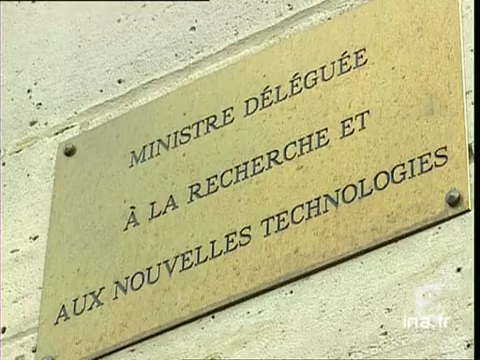 MINISTRE DÉLÉGUÉE
À LA RECHERCHE ET
AUX NOUVELLES TECHNOLOGIES
ina.fr